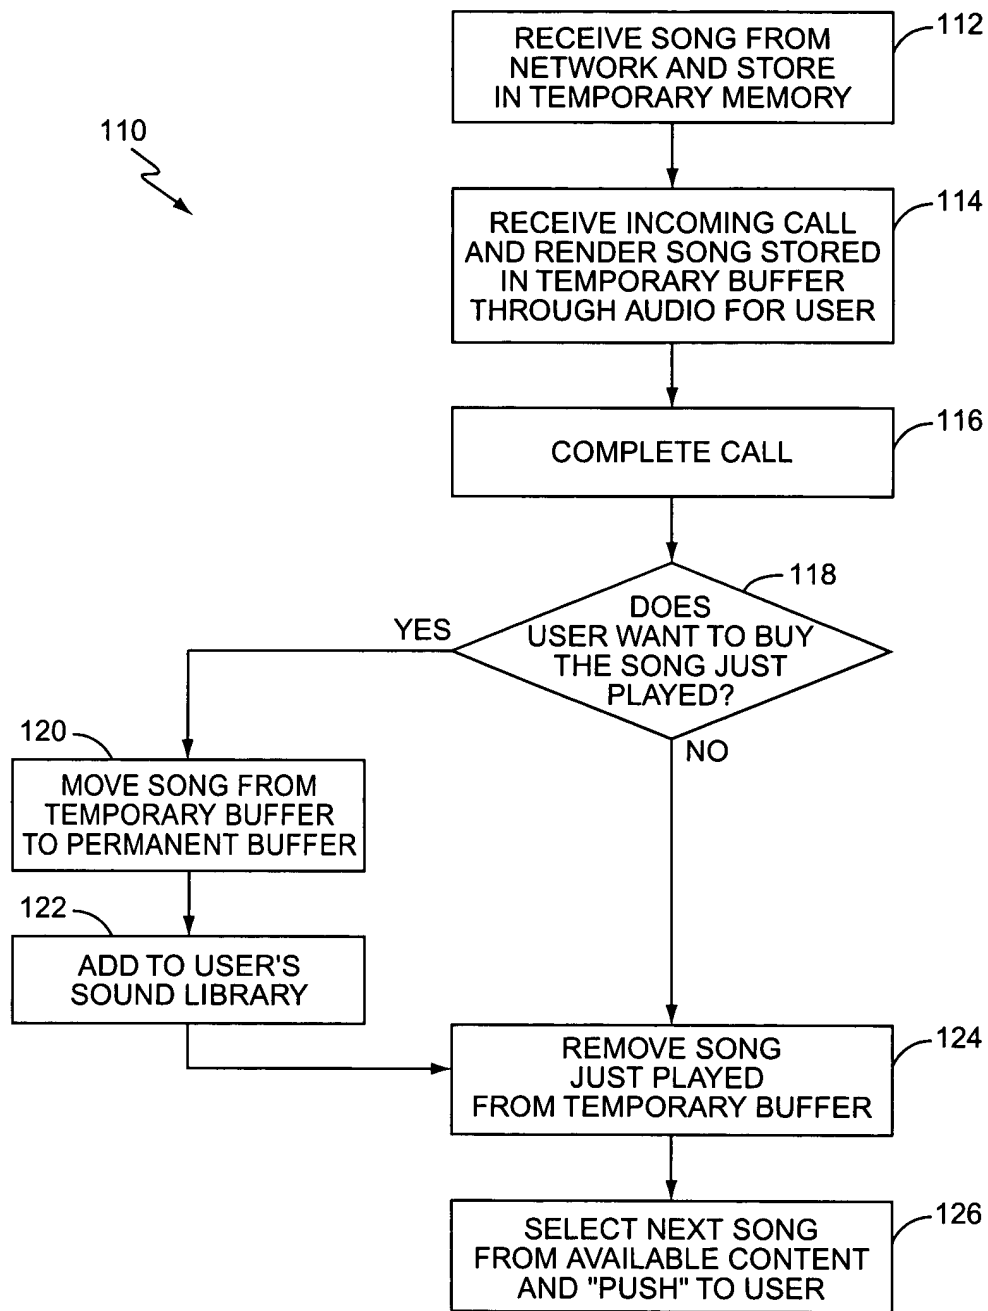 RECEIVE SONG FROM
NETWORK AND STORE
IN TEMPORARY MEMORY
112
110
RECEIVE INCOMING CALL
AND RENDER SONG STORED
IN TEMPORARY BUFFER
THROUGH AUDIO FOR USER
114
COMPLETE CALL
116
118
DOES
USER WANT TO BUY
THE SONG JUST
PLAYED?
YES
NO
120
MOVE SONG FROM
TEMPORARY BUFFER
TO PERMANENT BUFFER
122
ADD TO USER'S
SOUND LIBRARY
REMOVE SONG
JUST PLAYED
FROM TEMPORARY BUFFER
124
SELECT NEXT SONG
FROM AVAILABLE CONTENT
AND "PUSH" TO USER
126